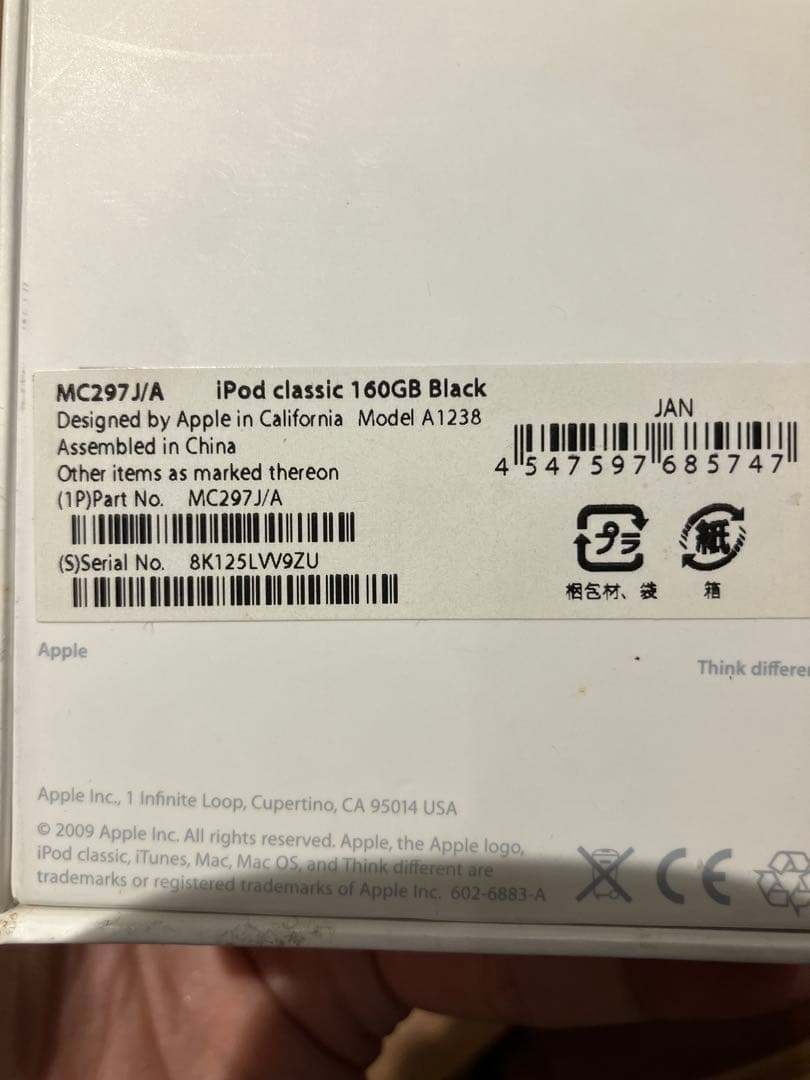 MC297J/A iPod classic 160GB Black
Designed by Apple in California Model A1238
Assembled in China
Other items as marked thereon
(1P)Part No. MC297J/A
(S)Serial No. 8K125LVV9ZU
JAN
4 547597 685747
プラ
紙
梱包材、袋
箱
Apple
Think
Apple Inc., 1 Infinite Loop, Cupertino, CA 95014 USA
© 2009 Apple Inc. All rights reserved. Apple, the Apple logo,
iPod classic, iTunes, Mac, Mac OS, and Think different are
trademarks or registered trademarks of Apple Inc. 602-6883-A
CE